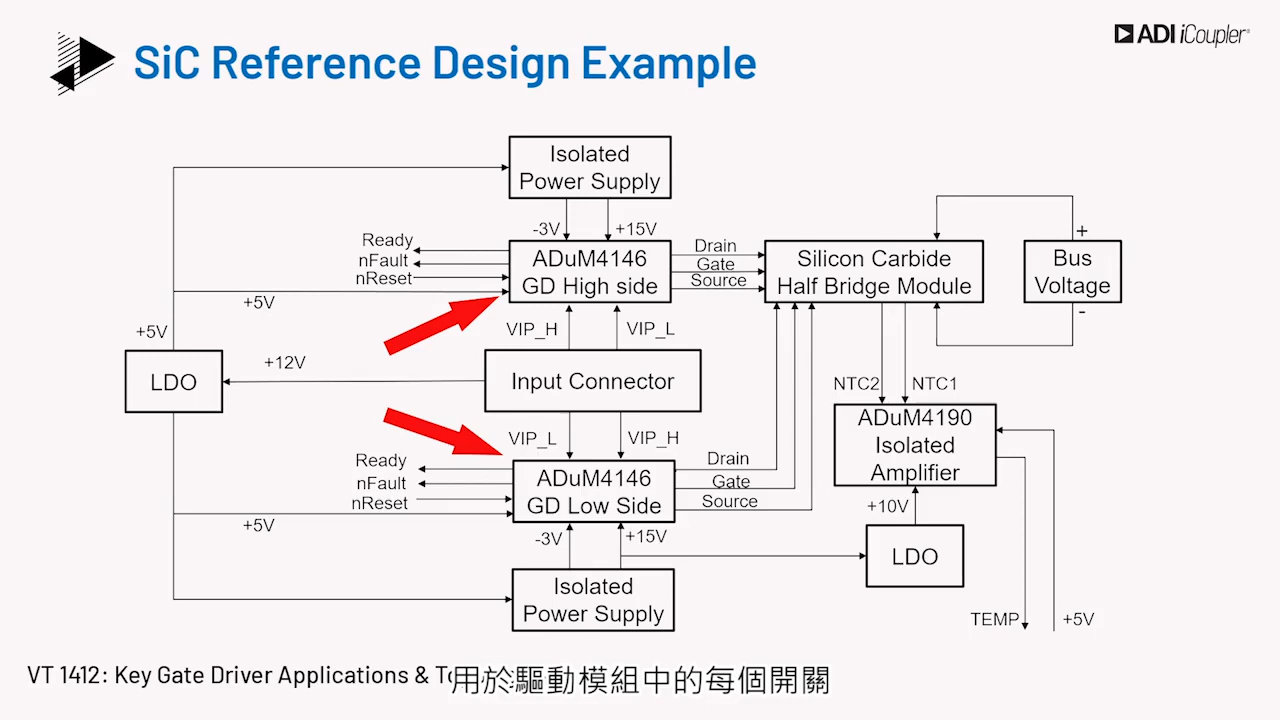 SiC Reference Design Example
ADI iCoupler®
Isolated
Power Supply
-3V
+15V
Ready
nFault
nReset
+5V
ADuM4146
GD High side
Drain
Gate
Source
Silicon Carbide
Half Bridge Module
+
Bus
Voltage
-
VIP_H
VIP_L
+5V
LDO
+12V
Input Connector
NTC2
NTC1
ADuM4190
Isolated
Amplifier
VIP_L
VIP_H
Ready
nFault
nReset
+5V
ADuM4146
GD Low Side
Drain
Gate
Source
-3V
+15V
+10V
LDO
Isolated
Power Supply
TEMP
+5V
VT 1412: Key Gate Driver Applications &
用於驅動模組中的每個開關